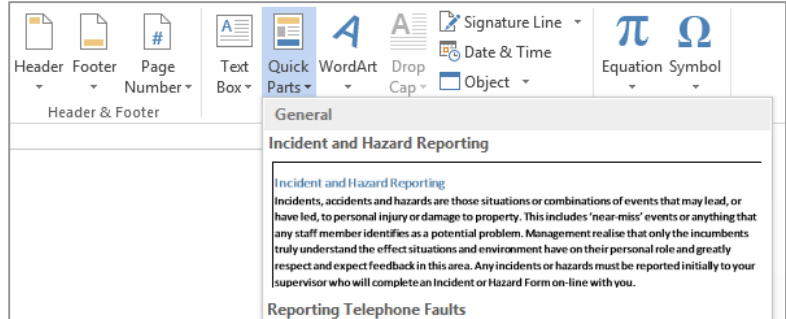 Header Footer Page Number
Text Box Quick Parts WordArt Drop Cap
Signature Line
Date & Time
Object
Equation Symbol
#
A
A
A
π Ω
Header & Footer
General
Incident and Hazard Reporting
Incident and Hazard Reporting
Incidents, accidents and hazards are those situations or combinations of events that may lead, or
have led, to personal injury or damage to property. This includes 'near-miss' events or anything that
any staff member identifies as a potential problem. Management realise that only the incumbents
truly understand the effect situations and environment have on their personal role and greatly
respect and expect feedback in this area. Any incidents or hazards must be reported initially to your
supervisor who will complete an Incident or Hazard Form on-line with you.
Reporting Telephone Faults